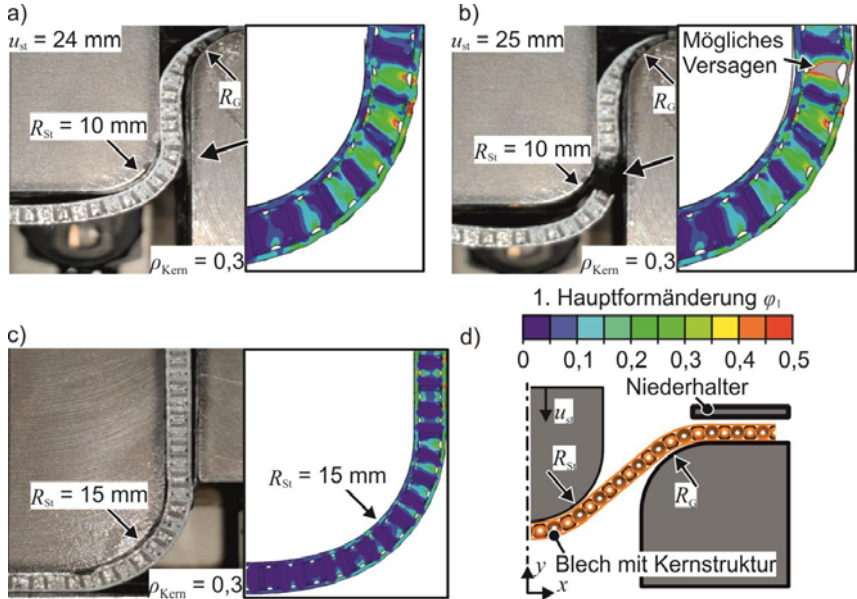 a)
u_st = 24 mm
R_G
R_St = 10 mm
ρ_Kern = 0,3
b)
u_st = 25 mm
Mögliches
Versagen
R_G
R_St = 10 mm
ρ_Kern = 0,3
c)
R_St = 15 mm
R_St = 15 mm
ρ_Kern = 0,3
1. Hauptformänderung φ_1
0 0,1 0,2 0,3 0,4 0,5
d)
Niederhalter
u_st
R_St
R_G
Blech mit Kernstruktur
y
x